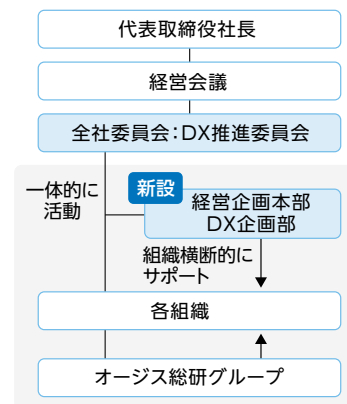 代表取締役社長
経営会議
全社委員会：DX推進委員会
一体的に
活動
新設
経営企画本部
DX企画部
組織横断的に
サポート
各組織
オージス総研グループ